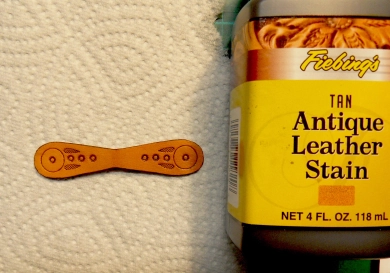 Fiebing's
TAN
Antique
Leather
Stain
NET 4 FL. OZ. 118 mL